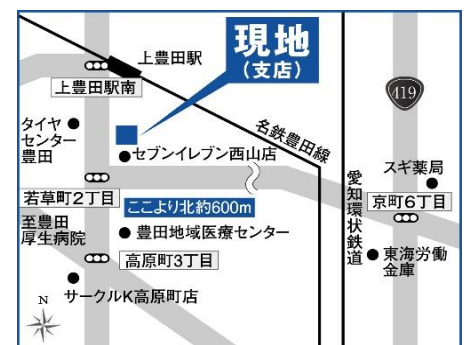 現地
(支店)
上豊田駅
上豊田駅南
419
タイヤ
センター
豊田
名鉄豊田線
セブンイレブン西山店
スギ薬局
若草町2丁目
ここより北約600m
愛知環状鉄道
京町6丁目
至豊田
厚生病院
豊田地域医療センター
東海労働
金庫
高原町3丁目
サークルK高原町店
N